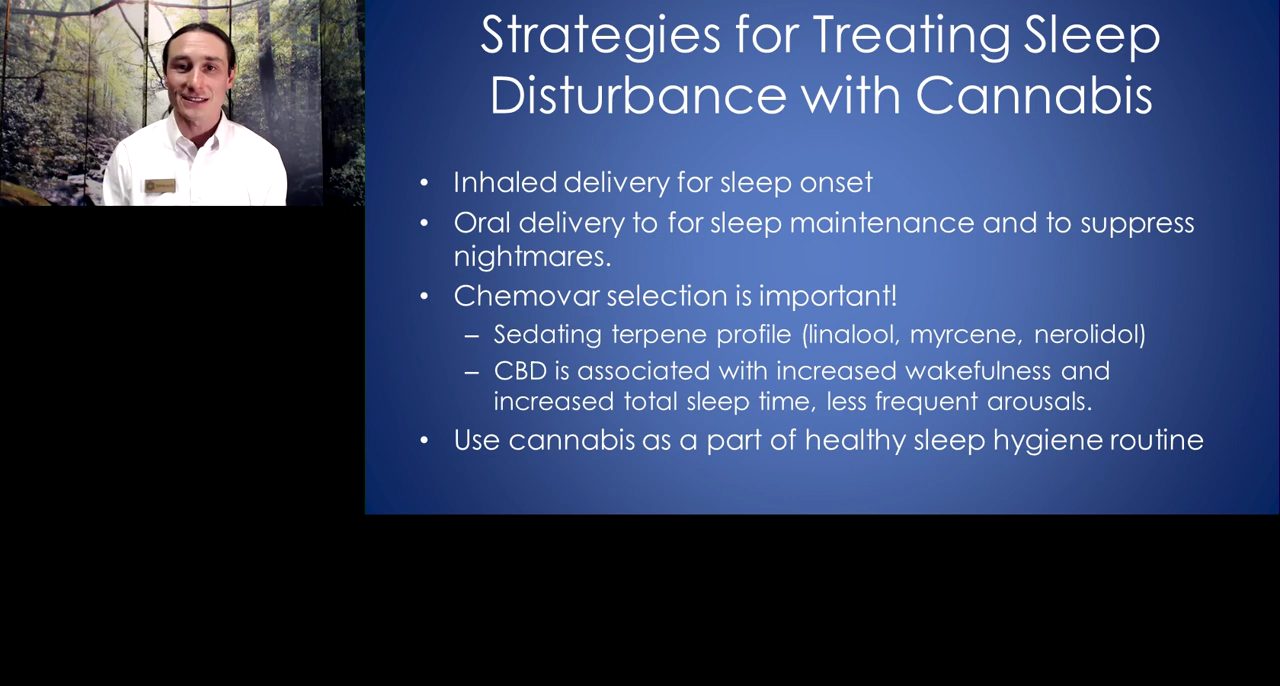 Strategies for Treating Sleep
Disturbance with Cannabis
• Inhaled delivery for sleep onset
• Oral delivery to for sleep maintenance and to suppress
nightmares.
• Chemovar selection is important!
– Sedating terpene profile (linalool, myrcene, nerolidol)
– CBD is associated with increased wakefulness and
increased total sleep time, less frequent arousals.
• Use cannabis as a part of healthy sleep hygiene routine